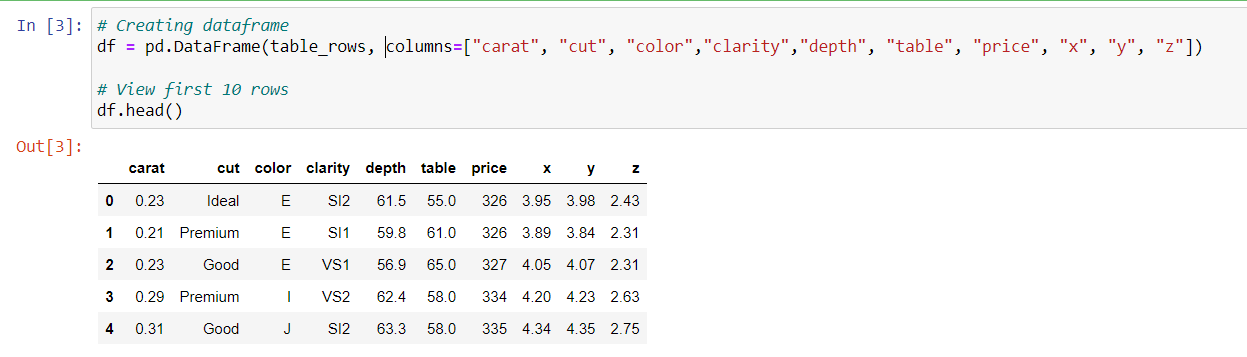 In [3]: # Creating dataframe
df = pd.DataFrame(table_rows, columns=["carat", "cut", "color","clarity","depth", "table", "price", "x", "y", "z"])
# View first 10 rows
df.head()
Out[3]:
carat cut color clarity depth table price x y z
0 0.23 Ideal E SI2 61.5 55.0 326 3.95 3.98 2.43
1 0.21 Premium E SI1 59.8 61.0 326 3.89 3.84 2.31
2 0.23 Good E VS1 56.9 65.0 327 4.05 4.07 2.31
3 0.29 Premium I VS2 62.4 58.0 334 4.20 4.23 2.63
4 0.31 Good J SI2 63.3 58.0 335 4.34 4.35 2.75